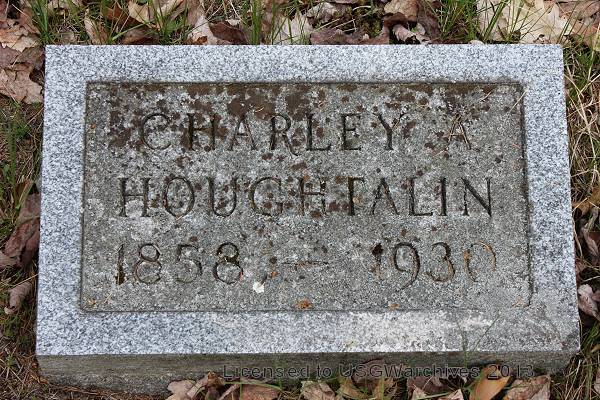 CHARLEY A
HOUGHTALIN
1858 – 1930
Licensed to USGWarchives 2013